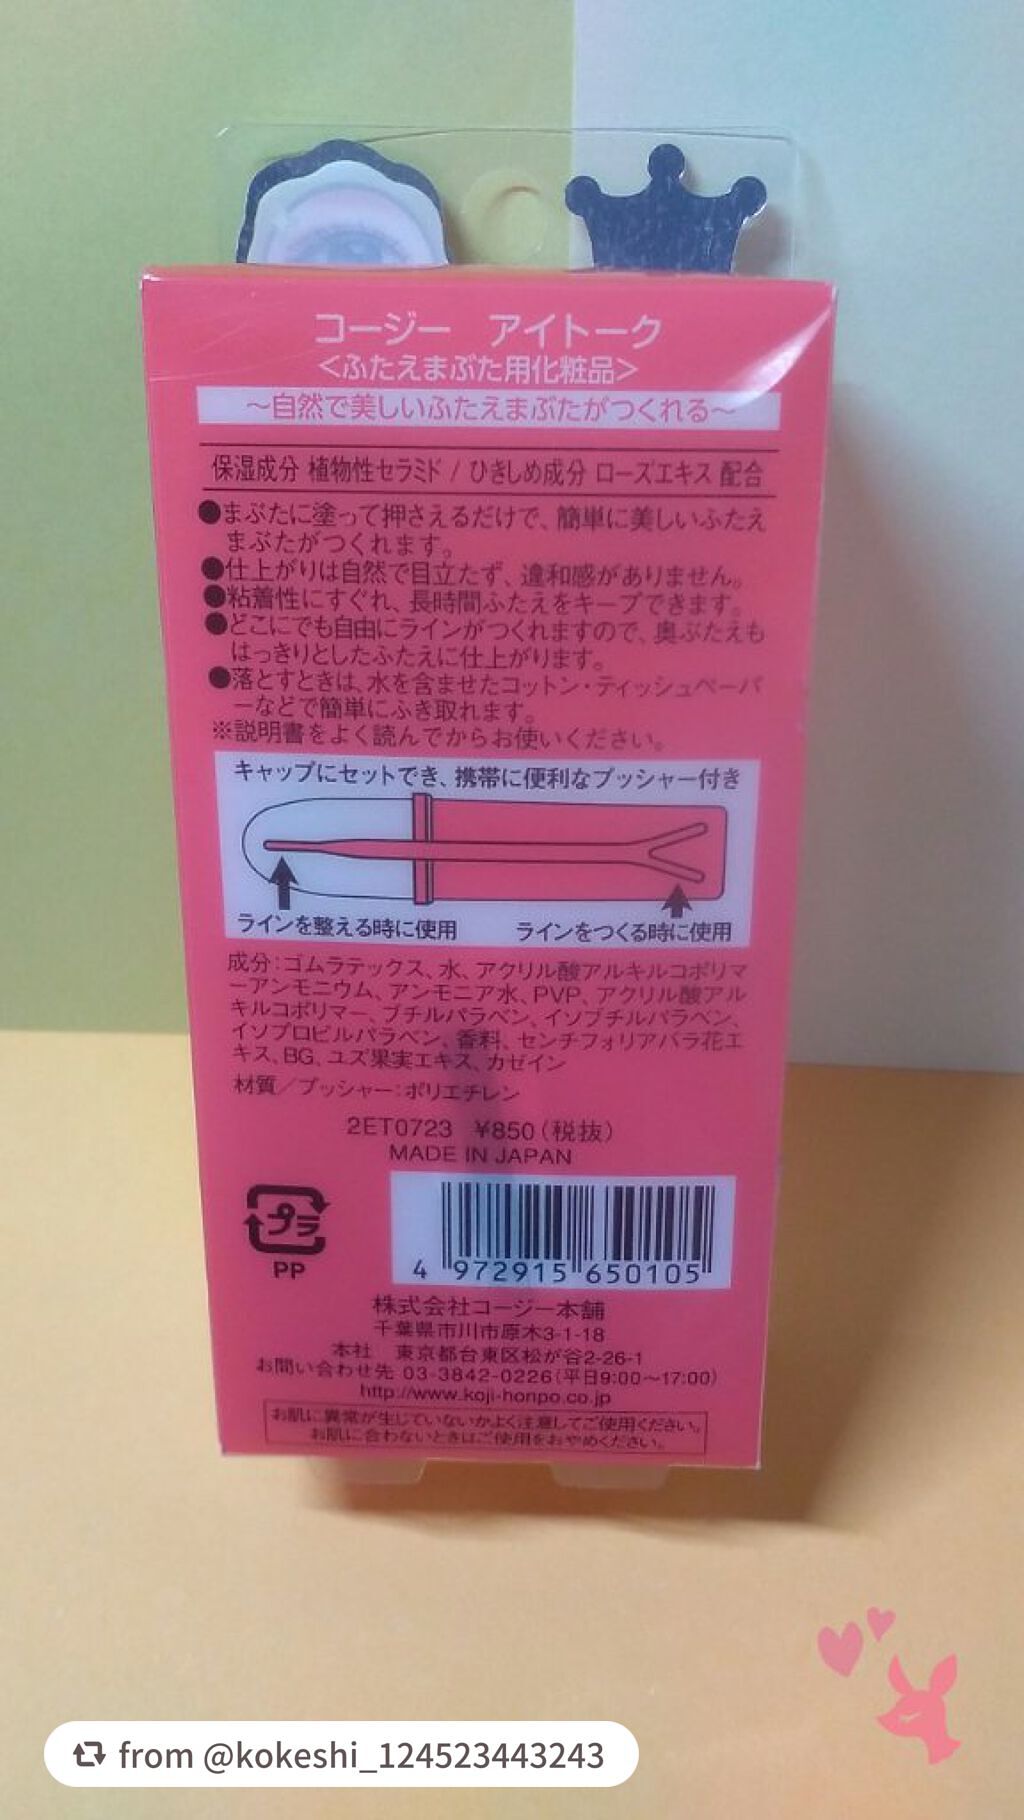 コージー アイトーク
<ふたえまぶた用化粧品>
～自然で美しいふたえまぶたがつくれる～
保湿成分 植物性セラミド / ひきしめ成分 ローズエキス 配合
●まぶたに塗って押さえるだけで、簡単に美しいふたえ
まぶたがつくれます。
●仕上がりは自然で目立たず、違和感がありません。
●粘着性にすぐれ、長時間ふたえをキープできます。
●どこにでも自由にラインがつくれますので、奥ぶたえも
はっきりとしたふたえに仕上がります。
●落とすときは、水を含ませたコットン・ティッシュペーパ
ーなどで簡単にふき取れます。
※説明書をよく読んでからお使いください。
キャップにセットでき、携帯に便利なプッシャー付き
ラインを整える時に使用 ラインをつくる時に使用
成分：ゴムラテックス、水、アクリル酸アルキルコポリマ
ーアンモニウム、アンモニア水、PVP、アクリル酸アル
キルコポリマー、ブチルパラベン、イソブチルパラベン、
イソプロピルパラベン、香料、センチフォリアバラ花エ
キス、BG、ユズ果実エキス、カゼイン
材質／プッシャー：ポリエチレン
2ET0723 ¥850（税抜）
MADE IN JAPAN
プラ
PP
4 972915 650105
株式会社コージー本舗
千葉県市川市原木3-1-18
本社 東京都台東区松が谷2-26-1
お問い合わせ先 03-3842-0226（平日9:00～17:00）
http://www.koji-honpo.co.jp
お肌に異常が生じていないかよく注意してご使用ください。
お肌に合わないときはご使用をおやめください。
from @kokeshi_124523443243